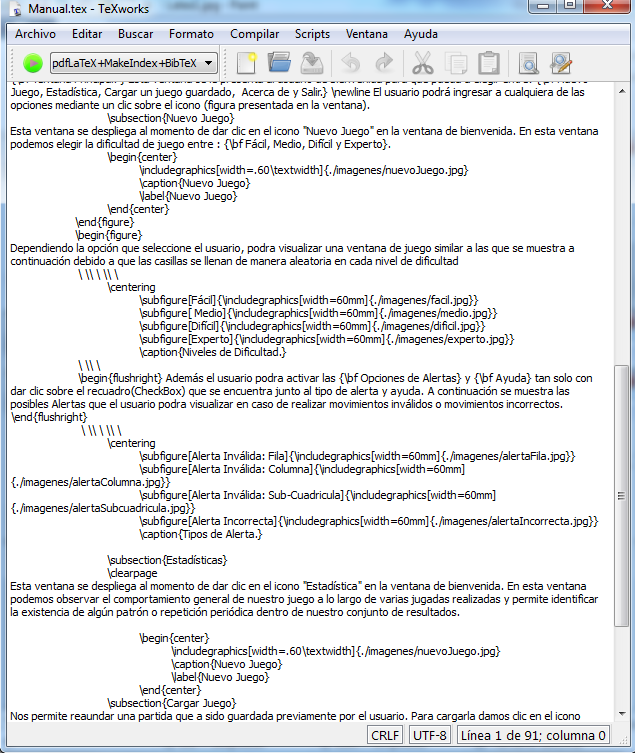 Manual.tex - TeXworks
Archivo Editar Buscar Formato Compilar Scripts Ventana Ayuda
pdfLaTeX+MakeIndex+BibTeX
Juego, Estadística, Cargar un juego guardado, Acerca de y Salir.} \newline El usuario podrá ingresar a cualquiera de las
opciones mediante un clic sobre el icono (figura presentada en la ventana).
\subsection{Nuevo Juego}
Esta ventana se despliega al momento de dar clic en el icono "Nuevo Juego" en la ventana de bienvenida. En esta ventana
podemos elegir la dificultad de juego entre : {\bf Fácil, Medio, Difícil y Experto}.
\begin{center}
\includegraphics[width=.60\textwidth]{./imagenes/nuevoJuego.jpg}
\caption{Nuevo Juego}
\label{Nuevo Juego}
\end{center}
\end{figure}
\begin{figure}
Dependiendo la opción que seleccione el usuario, podra visualizar una ventana de juego similar a las que se muestra a
continuación debido a que las casillas se llenan de manera aleatoria en cada nivel de dificultad
\ \\ \ \\ \
\centering
\subfigure[Fácil]{\includegraphics[width=60mm]{./imagenes/facil.jpg}}
\subfigure[ Medio]{\includegraphics[width=60mm]{./imagenes/medio.jpg}}
\subfigure[Difícil]{\includegraphics[width=60mm]{./imagenes/dificil.jpg}}
\subfigure[Experto]{\includegraphics[width=60mm]{./imagenes/experto.jpg}}
\caption{Niveles de Dificultad.}
\ \\ \
\begin{flushright} Además el usuario podra activar las {\bf Opciones de Alertas} y {\bf Ayuda} tan solo con
dar clic sobre el recuadro(CheckBox) que se encuentra junto al tipo de alerta y ayuda. A continuación se muestra las
posibles Alertas que el usuario podra visualizar en caso de realizar movimientos inválidos o movimientos incorrectos.
\end{flushright}
\ \\ \ \\ \
\centering
\subfigure[Alerta Inválida: Fila]{\includegraphics[width=60mm]{./imagenes/alertaFila.jpg}}
\subfigure[Alerta Inválida: Columna]{\includegraphics[width=60mm]
{./imagenes/alertaColumna.jpg}}
\subfigure[Alerta Inválida: Sub-Cuadricula]{\includegraphics[width=60mm]
{./imagenes/alertaSubcuadricula.jpg}}
\subfigure[Alerta Incorrecta]{\includegraphics[width=60mm]{./imagenes/alertaIncorrecta.jpg}}
\caption{Tipos de Alerta.}
\subsection{Estadísticas}
\clearpage
Esta ventana se despliega al momento de dar clic en el icono "Estadística" en la ventana de bienvenida. En esta ventana
podemos observar el comportamiento general de nuestro juego a lo largo de varias jugadas realizadas y permite identificar
la existencia de algún patrón o repetición periódica dentro de nuestro conjunto de resultados.
\begin{center}
\includegraphics[width=.60\textwidth]{./imagenes/nuevoJuego.jpg}
\caption{Nuevo Juego}
\label{Nuevo Juego}
\end{center}
\subsection{Cargar Juego}
Nos permite reaundar una partida que a sido guardada previamente por el usuario. Para cargarla damos clic en el icono
CRLF UTF-8 Línea 1 de 91; columna 0